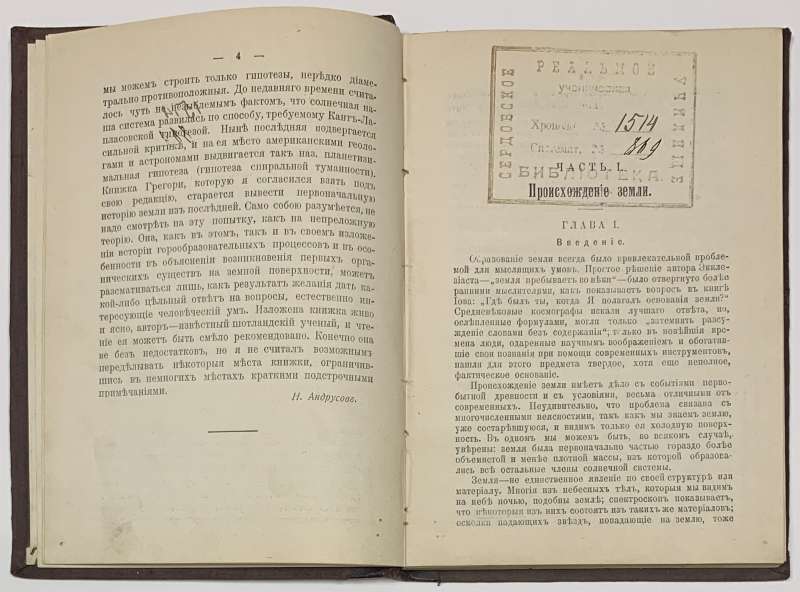 — 4 —
мы можемъ строить только гипотезы, нерѣдко діаме-
трально противоположныя. До недавняго времени счита-
лось чуть не незыблемымъ фактомъ, что солнечная на-
ша система развилась по способу, требуемому Кантъ-Ла-
пласовской гипотезой. Нынѣ послѣдняя подвергается
сильной критикѣ, и на ея мѣсто американскими геоло-
гами и астрономами выдвигается такъ наз. планетизи-
мальная гипотеза (гипотеза спиральной туманности).
Книжка Грегори, которую я согласился взять подъ
свою редакцію, старается вывести первоначальную
исторію земли изъ послѣдней. Само собою разумѣется, не
надо смотрѣть на эту попытку, какъ на непреложную
теорію. Она, какъ въ этомъ, такъ и въ своемъ изложе-
ніи исторіи горообразовательныхъ процессовъ и въ осо-
бенности въ объясненіи возникновенія первыхъ орга-
ническихъ существъ на земной поверхности, можетъ
разсматриваться лишь, какъ результатъ желанія дать ка-
кой-либо цѣльный отвѣтъ на вопросы, естественно ин-
тересующіе человѣческій умъ. Изложена книжка живо
и ясно, авторъ—извѣстный шотландскій ученый, и чте-
ніе ея можетъ быть смѣло рекомендовано. Конечно она
не безъ недостатковъ, но я не считалъ возможнымъ
передѣлывать нѣкоторыя мѣста книжки, ограничив-
шись въ немногихъ мѣстахъ краткими подстрочными
примѣчаніями.
Н. Андрусовъ.
СЕРДОБСКОЕ
РЕАЛЬНОЕ
УЧИЛИЩЕ
ученическая
Хронол. № 1514
Системат. № 869
БИБЛІОТЕКА.
ЧАСТЬ I.
Происхожденіе земли.
ГЛАВА I.
Введеніе.
Образованіе земли всегда было привлекательной пробле-
мой для мыслящихъ умовъ. Простое рѣшеніе автора Эккле-
зіаста—„земля пребываетъ во вѣки“—было отвергнуто болѣе
ранними мыслителями, какъ показываетъ вопросъ въ книгѣ
Іова: „Гдѣ былъ ты, когда Я полагалъ основанія земли?“
Средневѣковые космографы искали лучшаго отвѣта, но,
ослѣпленные формулами, могли только „затемнять разсу-
жденіе словами безъ содержанія“; только въ новѣйшія вре-
мена люди, одаренные научнымъ воображеніемъ и обогатив-
шіе свои познанія при помощи современныхъ инструментовъ,
нашли для этого предмета твердое, хотя еще неполное,
фактическое основаніе.
Происхожденіе земли имѣетъ дѣло съ событіями перво-
бытной древности и съ условіями, весьма отличными отъ
современныхъ. Неудивительно, что проблема связана съ
многочисленными неясностями, такъ какъ мы знаемъ землю,
уже состарѣвшуюся, и видимъ только ея холодную поверх-
ность. Въ одномъ мы можемъ быть, во всякомъ случаѣ,
увѣрены: земля была первоначально частью гораздо болѣе
объемистой и менѣе плотной массы, изъ которой образова-
лись всѣ остальные члены солнечной системы.
Земля—не единственное явленіе по своей структурѣ или
матеріалу. Многія изъ небесныхъ тѣлъ, которыя мы видимъ
на небѣ ночью, подобны землѣ; спектроскопъ показываетъ,
что нѣкоторыя изъ нихъ состоятъ изъ такихъ же матеріаловъ;
осколки падающихъ звѣздъ, попадающіе на землю, тоже